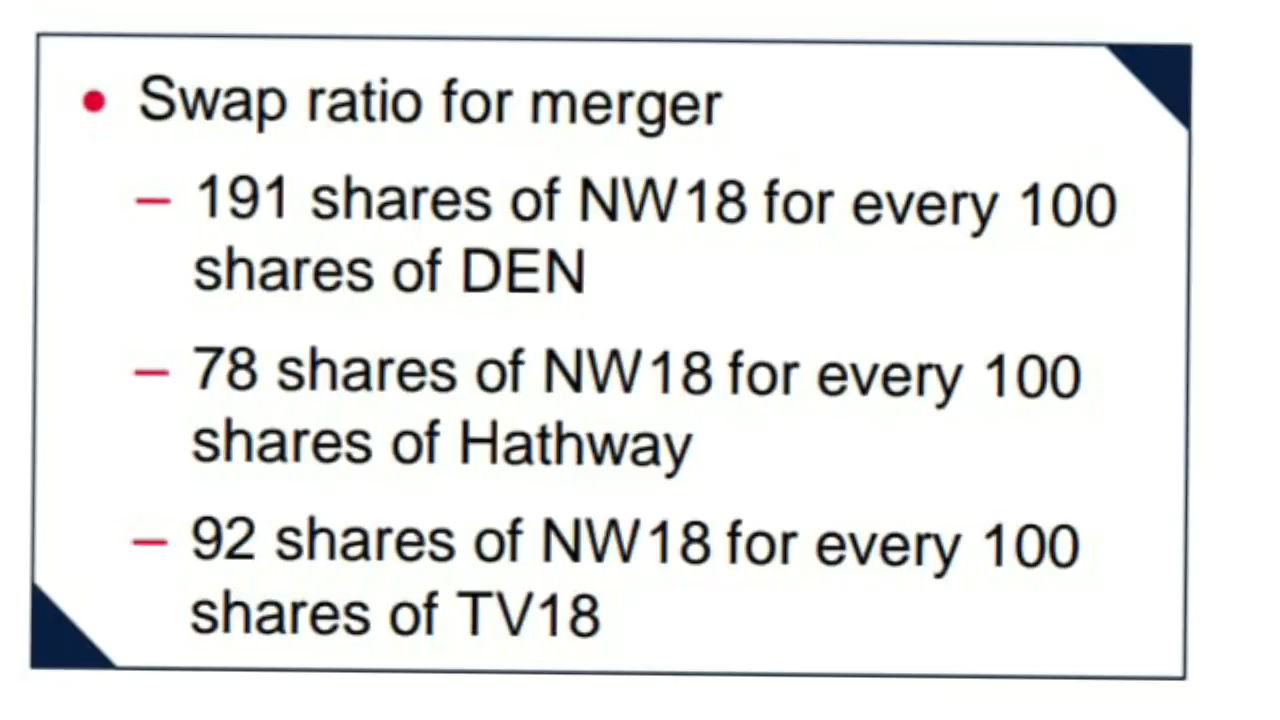 • Swap ratio for merger
– 191 shares of NW18 for every 100
shares of DEN
– 78 shares of NW18 for every 100
shares of Hathway
– 92 shares of NW18 for every 100
shares of TV18